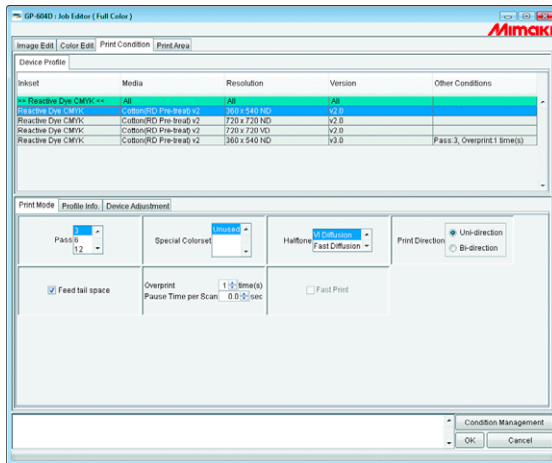 GP-604D : Job Editor ( Full Color )
Mimaki
Image Edit Color Edit Print Condition Print Area
Device Profile
Inkset Media Resolution Version Other Conditions
>> Reactive Dye CMYK << All All All
Reactive Dye CMYK Cotton(RD Pre-treat) v2 360 x 540 ND v2.0
Reactive Dye CMYK Cotton(RD Pre-treat) v2 720 x 720 ND v2.0
Reactive Dye CMYK Cotton(RD Pre-treat) v2 720 x 720 VD v2.0
Reactive Dye CMYK Cotton(RD Pre-treat) v2 360 x 540 ND v3.0 Pass:3, Overprint:1 time(s)
Print Mode Profile Info. Device Adjustment
Pass 3 6 12
Special Colorset Unused
Halftone VI Diffusion Fast Diffusion
Print Direction Uni-direction Bi-direction
Feed tail space
Overprint 1 time(s)
Pause Time per Scan 0.0 sec
Fast Print
Condition Management
OK Cancel